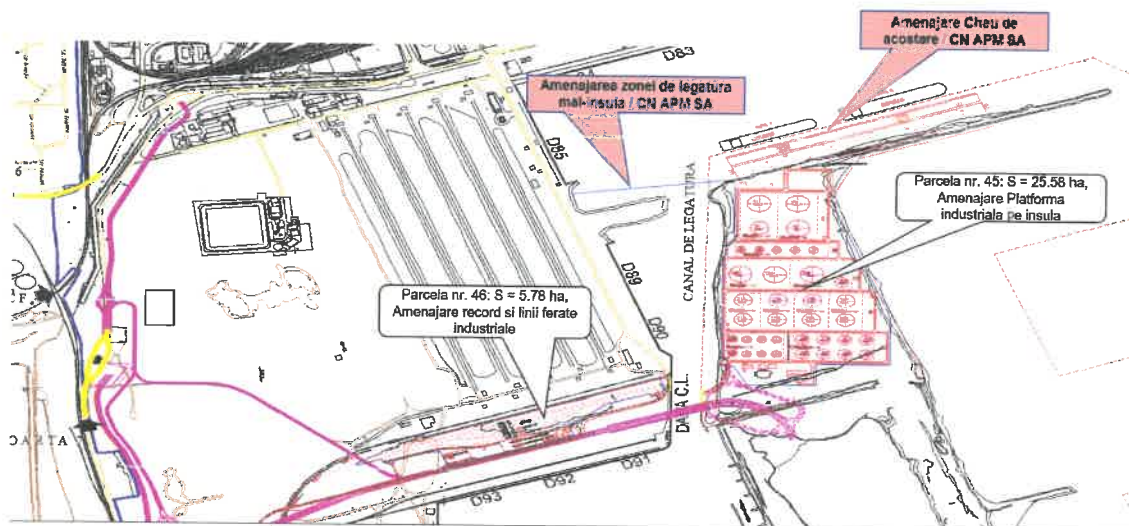 Amenajare Cheu de
acostare / CN APM SA
D83
Amenajarea zonei de legatura
mal-insula / CN APM SA
D85
CANAL DE LEGATURA
Parcela nr. 45: S = 25.58 ha,
Amenajare Platforma
industriala pe insula
D89
Parcela nr. 46: S = 5.78 ha,
Amenajare record si linii ferate
industriale
F
D90
C.L.
D91
D92
D93